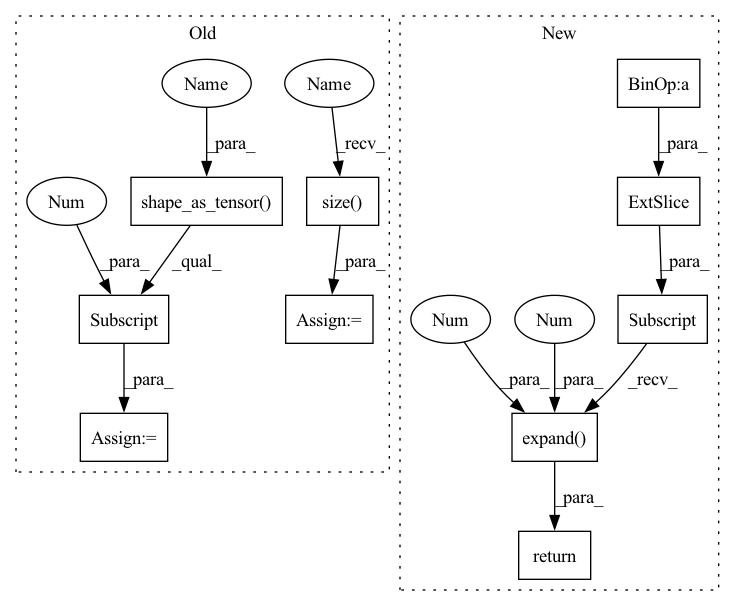 Old
New
Name
Name
BinOp:a
_para_
_recv_
_para_
Num
shape_as_tensor()
size()
ExtSlice
_para_
_qual_
_para_
_para_
Subscript
Assign:=
Num
Num
Subscript
_para_
_para_
_para_
_recv_
Assign:=
expand()
_para_
return